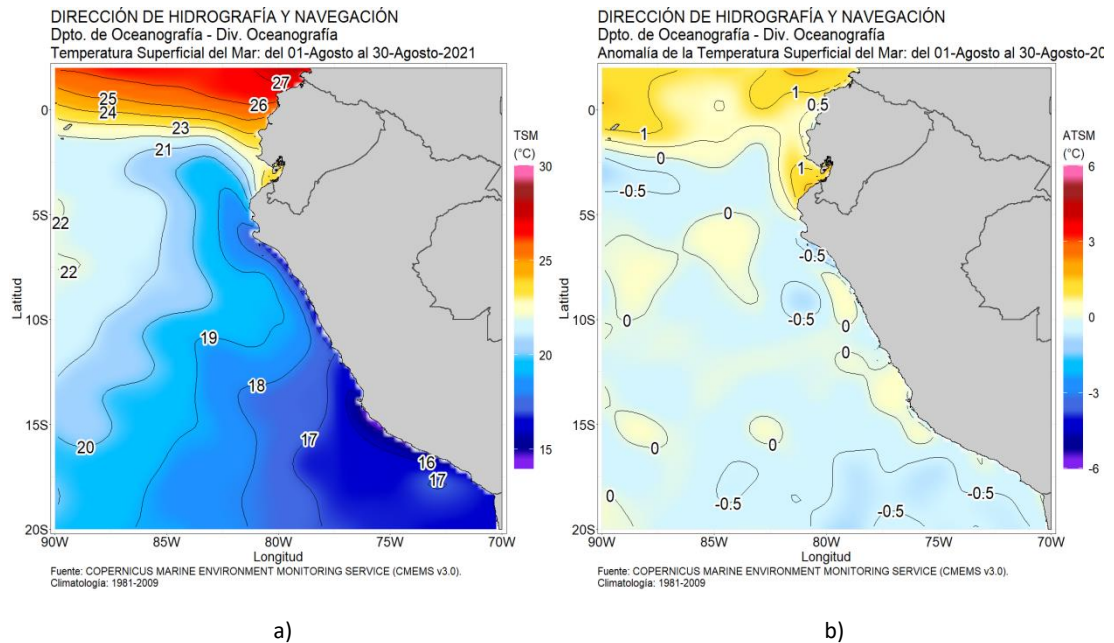 DIRECCIÓN DE HIDROGRAFÍA Y NAVEGACIÓN
Dpto. de Oceanografía - Div. Oceanografía
Temperatura Superficial del Mar: del 01-Agosto al 30-Agosto-2021
27
25
26
24
23
21
22
22
19
18
20
17
16
17
0
5S
10S
15S
20S
Latitud
90W
85W
80W
75W
70W
Longitud
TSM
(°C)
30
25
20
15
Fuente: COPERNICUS MARINE ENVIRONMENT MONITORING SERVICE (CMEMS v3.0).
Climatología: 1981-2009
a)
DIRECCIÓN DE HIDROGRAFÍA Y NAVEGACIÓN
Dpto. de Oceanografía - Div. Oceanografía
Anomalía de la Temperatura Superficial del Mar: del 01-Agosto al 30-Agosto-20
1
0.5
1
0
1
-0.5
0
-0.5
-0.5
0
0
0
0
0
-0.5
-0.5
-0.5
0
0
5S
10S
15S
20S
Latitud
90W
85W
80W
75W
70W
Longitud
ATSM
(°C)
6
3
0
-3
-6
Fuente: COPERNICUS MARINE ENVIRONMENT MONITORING SERVICE (CMEMS v3.0).
Climatología: 1981-2009
b)